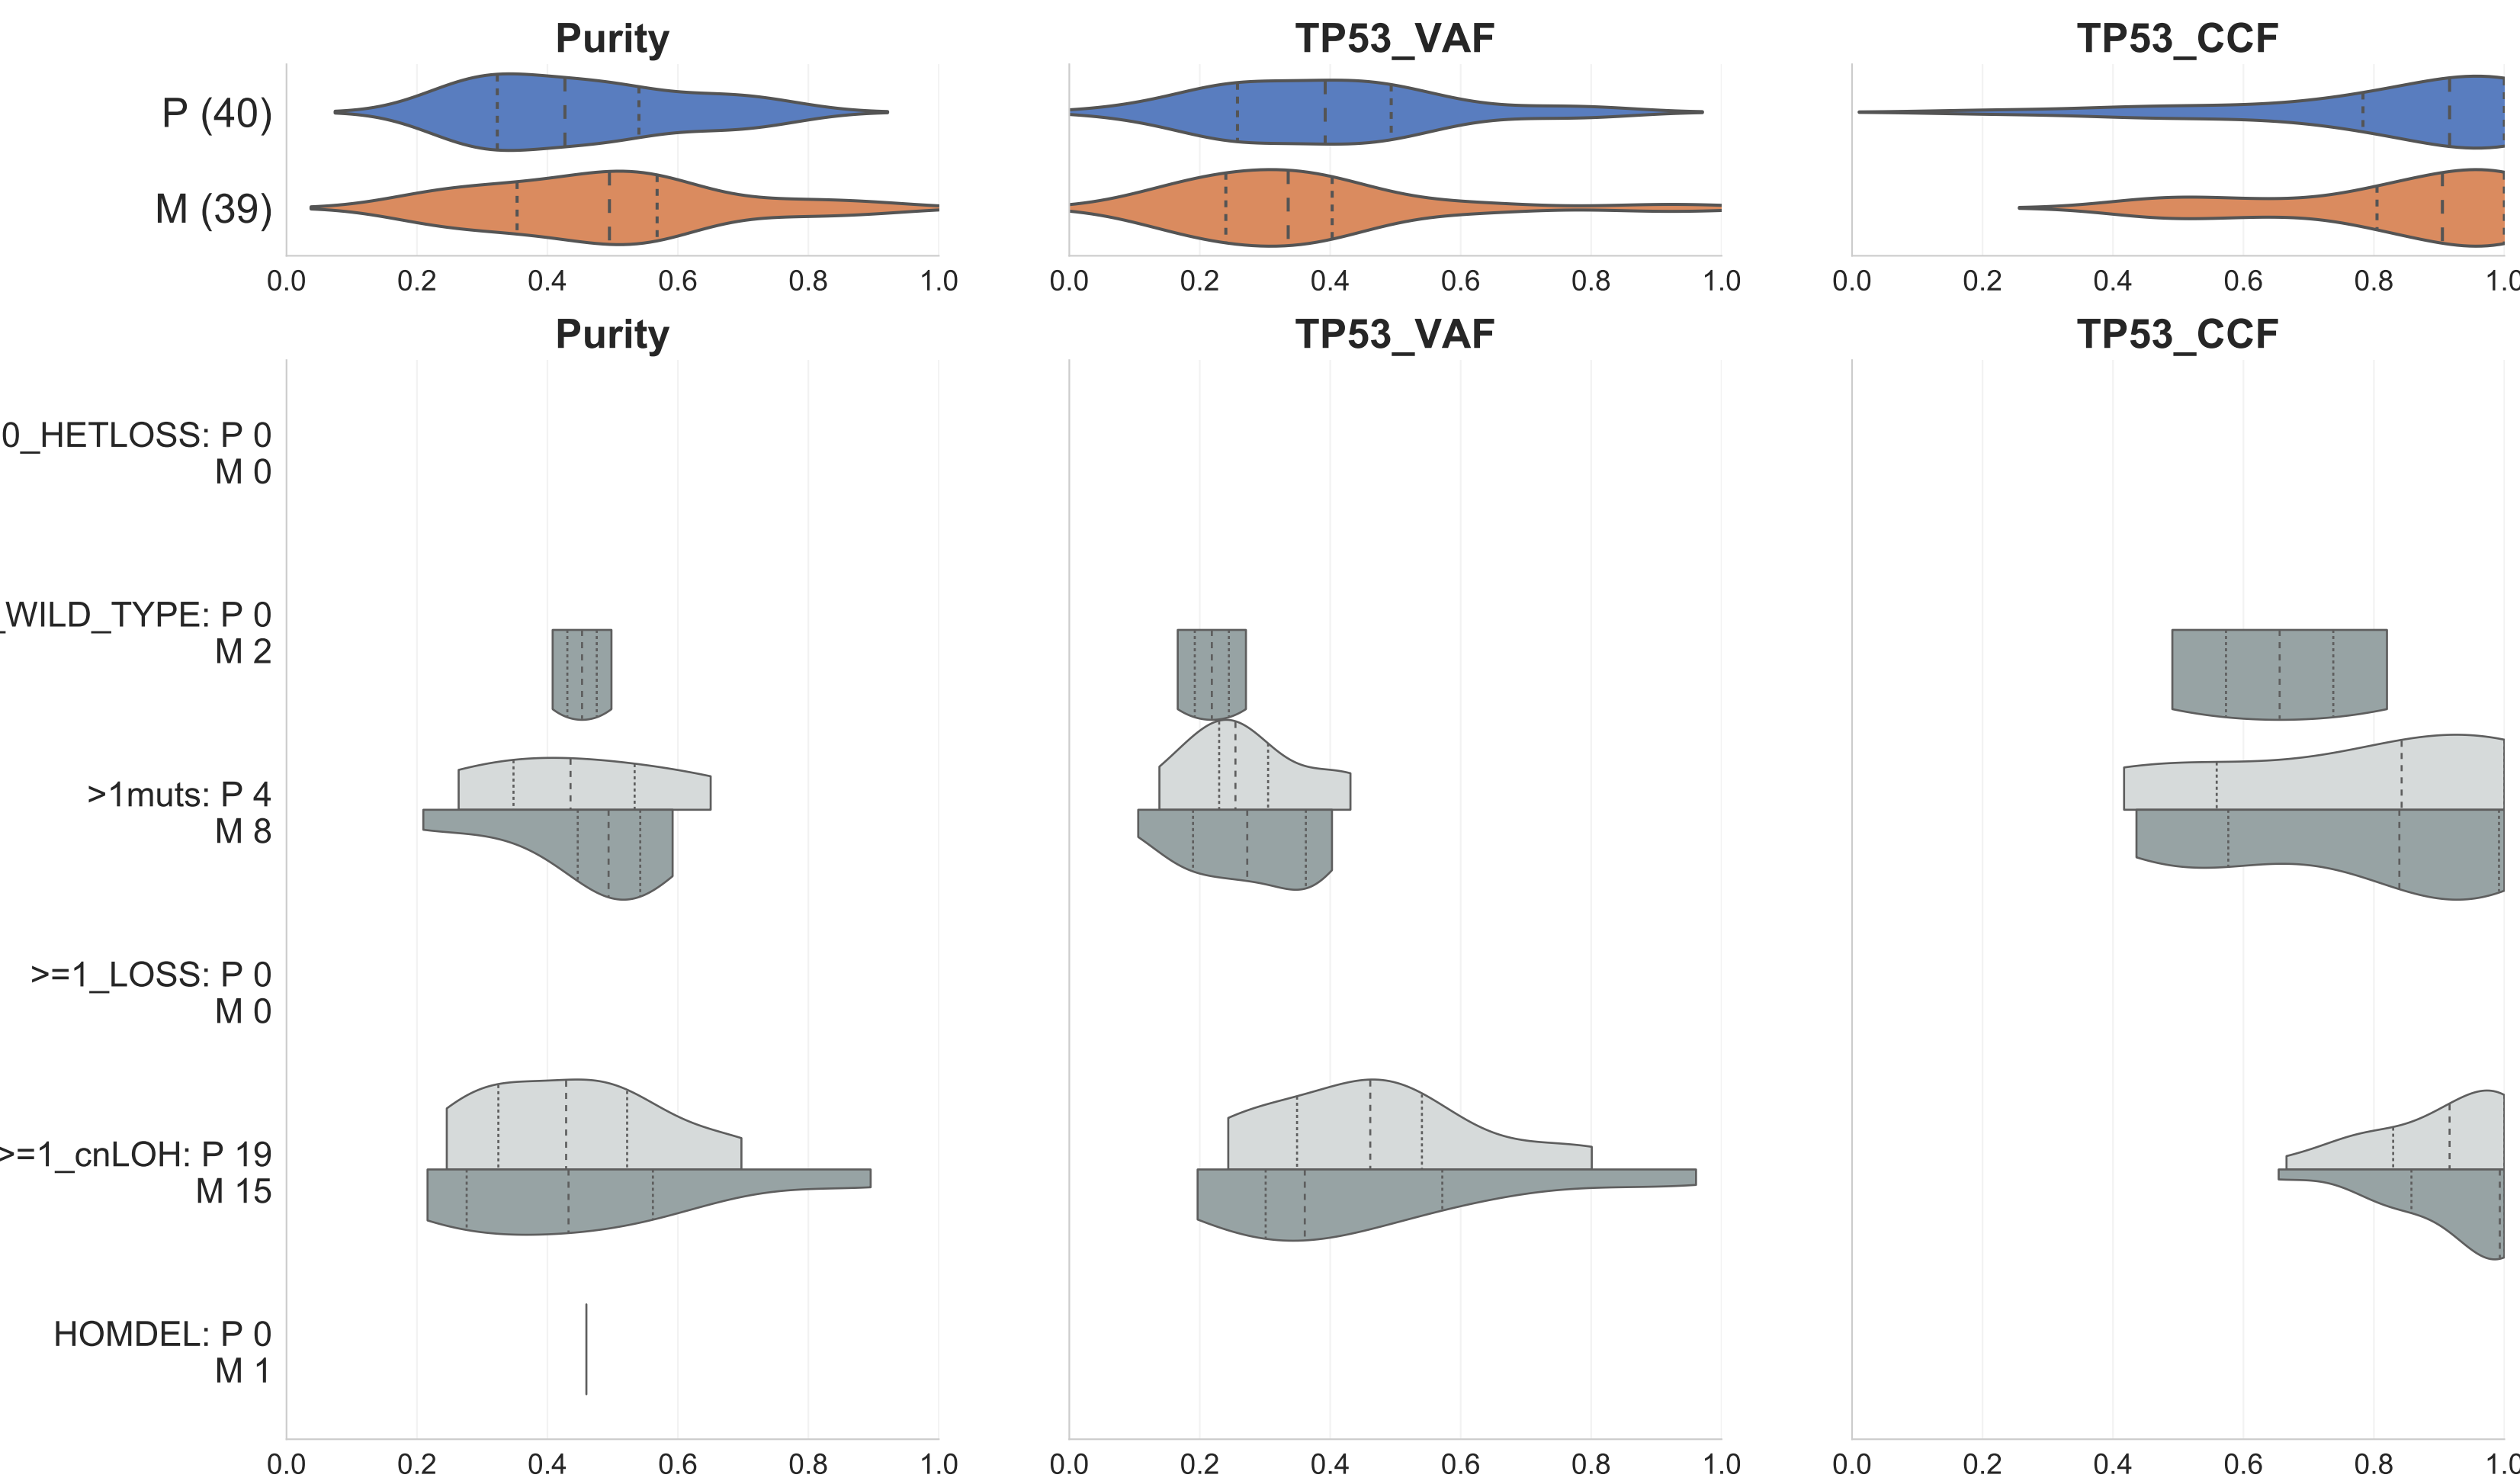 Purity TP53_VAF TP53_CCF
P (40)
M (39)
0.0 0.2 0.4 0.6 0.8 1.0 0.0 0.2 0.4 0.6 0.8 1.0 0.0 0.2 0.4 0.6 0.8 1.0
Purity TP53_VAF TP53_CCF
0_HETLOSS: P 0
M 0
_WILD_TYPE: P 0
M 2
>1muts: P 4
M 8
>=1_LOSS: P 0
M 0
>=1_cnLOH: P 19
M 15
HOMDEL: P 0
M 1
0.0 0.2 0.4 0.6 0.8 1.0 0.0 0.2 0.4 0.6 0.8 1.0 0.0 0.2 0.4 0.6 0.8 1.0